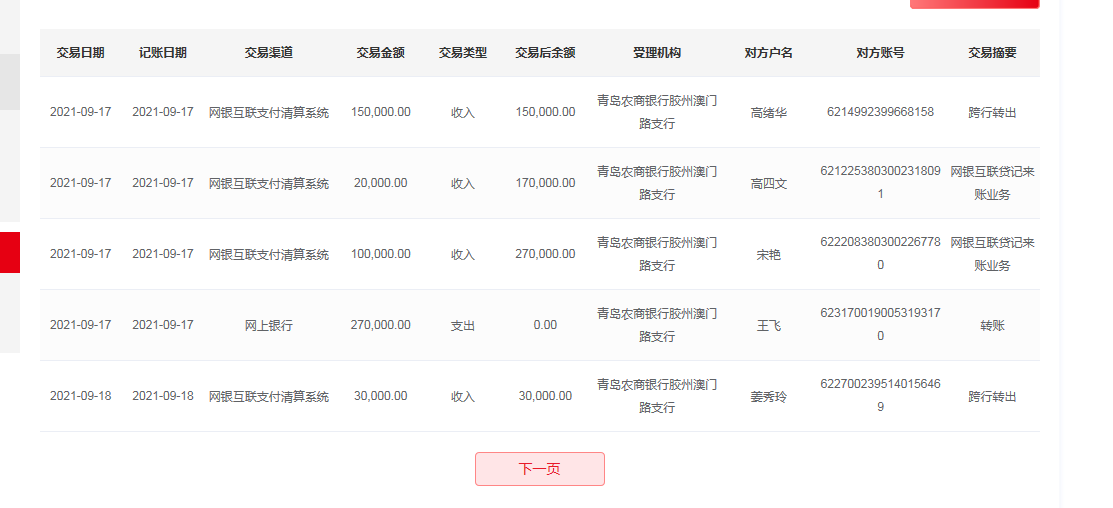 交易日期 记账日期 交易渠道 交易金额 交易类型 交易后余额 受理机构 对方户名 对方账号 交易摘要
2021-09-17 2021-09-17 网银互联支付清算系统 150,000.00 收入 150,000.00 青岛农商银行胶州澳门 高绪华 6214992399668158 跨行转出
路支行
2021-09-17 2021-09-17 网银互联支付清算系统 20,000.00 收入 170,000.00 青岛农商银行胶州澳门 高四文 621225380300231809 网银互联贷记来
路支行 1 账业务
2021-09-17 2021-09-17 网银互联支付清算系统 100,000.00 收入 270,000.00 青岛农商银行胶州澳门 宋艳 622208380300226778 网银互联贷记来
路支行 0 账业务
2021-09-17 2021-09-17 网上银行 270,000.00 支出 0.00 青岛农商银行胶州澳门 王飞 623170019005319317 转账
路支行 0
2021-09-18 2021-09-18 网银互联支付清算系统 30,000.00 收入 30,000.00 青岛农商银行胶州澳门 姜秀玲 622700239514015646 跨行转出
路支行 9
下一页